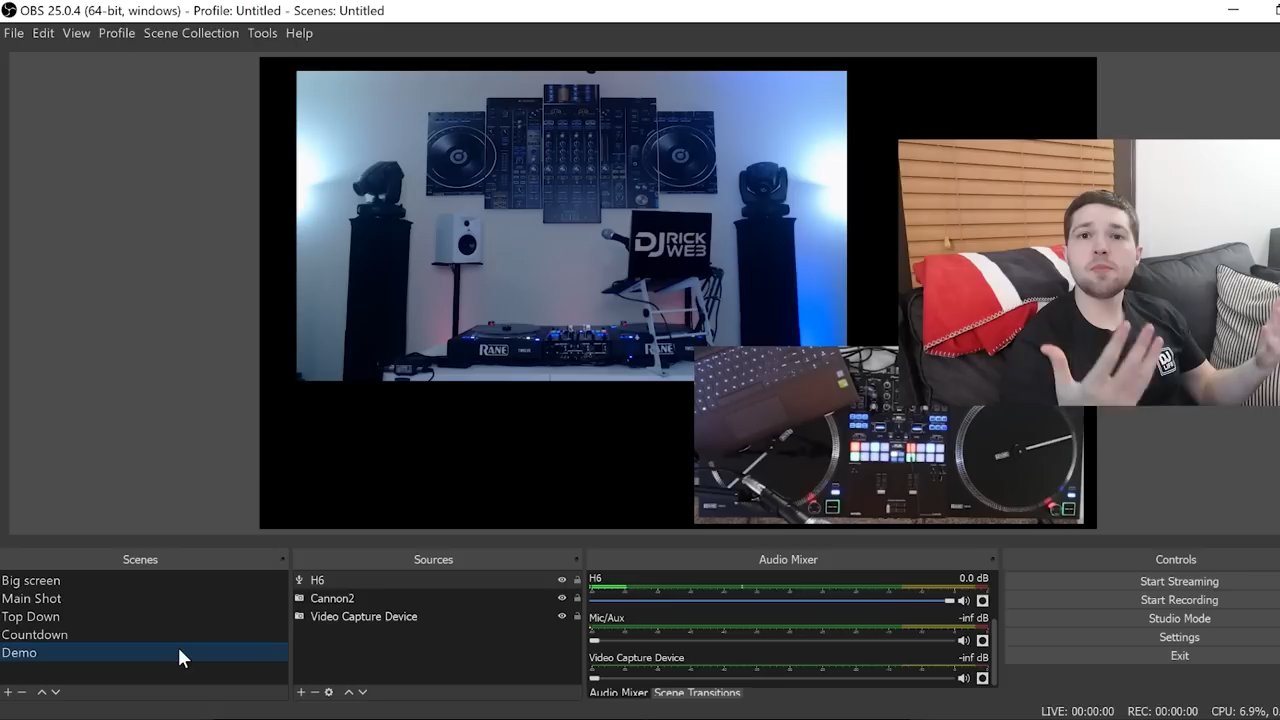 OBS 25.0.4 (64-bit, windows) - Profile: Untitled - Scenes: Untitled
File Edit View Profile Scene Collection Tools Help
DJ RICK WEB
RANE
RANE
DJ LIFE
Scenes
Big screen
Main Shot
Top Down
Countdown
Demo
Sources
H6
Cannon2
Video Capture Device
Audio Mixer
H6 0.0 dB
Mic/Aux -inf dB
Video Capture Device -inf dB
Audio Mixer Scene Transitions
Controls
Start Streaming
Start Recording
Studio Mode
Settings
Exit
LIVE: 00:00:00 REC: 00:00:00 CPU: 6.9%, 0